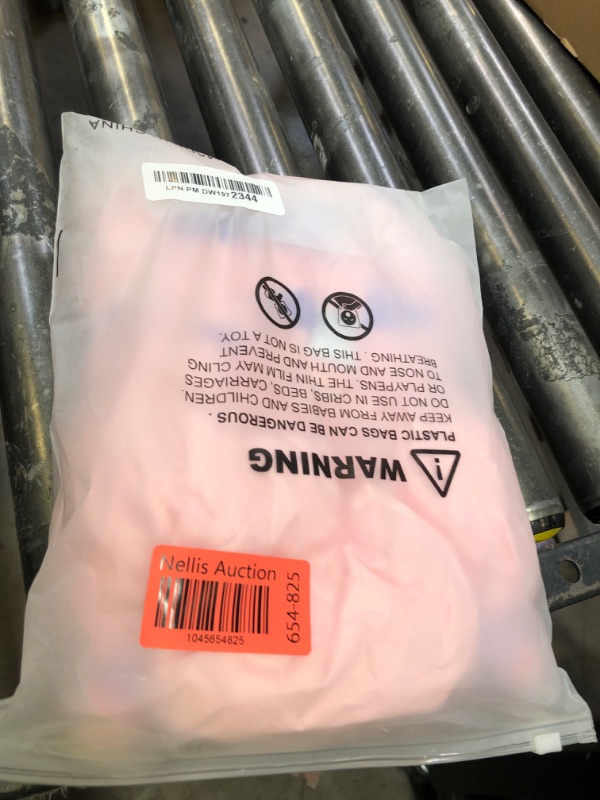 CHINA
LPN PM DW197 2344
WARNING
PLASTIC BAGS CAN BE DANGEROUS .
KEEP AWAY FROM BABIES AND CHILDREN.
DO NOT USE IN CRIBS, BEDS, CARRIAGES
OR PLAYPENS. THE THIN FILM MAY CLING
TO NOSE AND MOUTH AND PREVENT
BREATHING . THIS BAG IS NOT A TOY.
Nellis Auction
1045654825
654-825